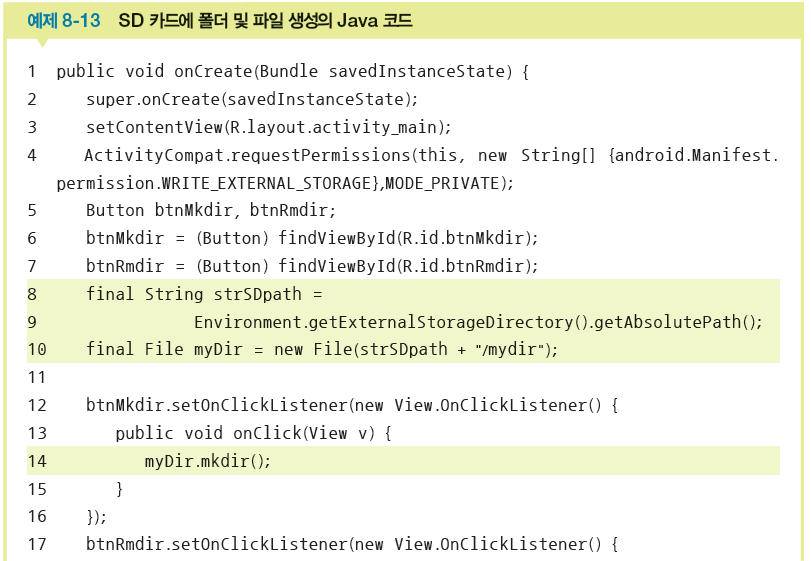 예제 8-13 SD 카드에 폴더 및 파일 생성의 Java 코드
1 public void onCreate(Bundle savedInstanceState) {
2 super.onCreate(savedInstanceState);
3 setContentView(R.layout.activity_main);
4 ActivityCompat.requestPermissions(this, new String[] {android.Manifest.
permission.WRITE_EXTERNAL_STORAGE},MODE_PRIVATE);
5 Button btnMkdir, btnRmdir;
6 btnMkdir = (Button) findViewById(R.id.btnMkdir);
7 btnRmdir = (Button) findViewById(R.id.btnRmdir);
8 final String strSDpath =
9 Environment.getExternalStorageDirectory().getAbsolutePath();
10 final File myDir = new File(strSDpath + "/mydir");
11
12 btnMkdir.setOnClickListener(new View.OnClickListener() {
13 public void onClick(View v) {
14 myDir.mkdir();
15 }
16 });
17 btnRmdir.setOnClickListener(new View.OnClickListener() {